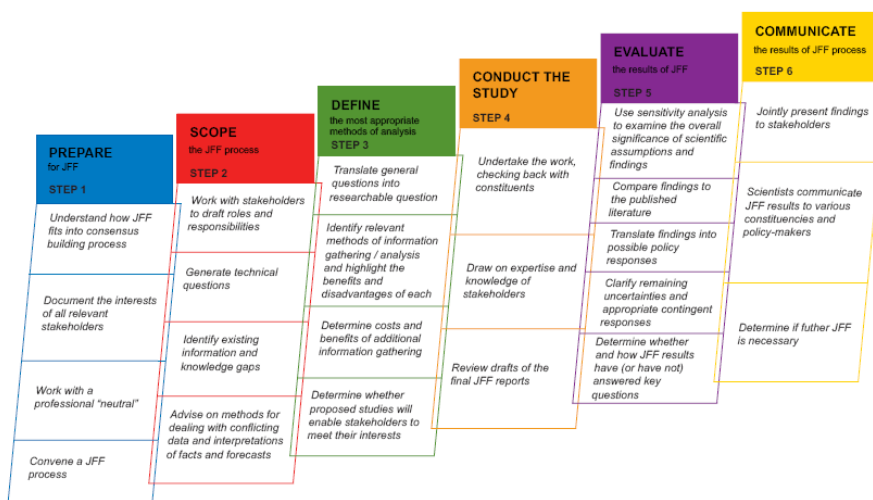 PREPARE
for JFF
STEP 1
Understand how JFF
fits into consensus
building process
Document the interests
of all relevant
stakeholders
Work with a
professional “neutral”
Convene a JFF
process
SCOPE
the JFF process
STEP 2
Work with stakeholders
to draft roles and
responsibilities
Generate technical
questions
Identify existing
information and
knowledge gaps
Advise on methods for
dealing with conflicting
data and interpretations
of facts and forecasts
DEFINE
the most appropriate
methods of analysis
STEP 3
Translate general
questions into
researchable question
Identify relevant
methods of information
gathering / analysis
and highlight the
benefits and
disadvantages of each
Determine costs and
benefits of additional
information gathering
Determine whether
proposed studies will
enable stakeholders to
meet their interests
CONDUCT THE
STUDY
STEP 4
Undertake the work,
checking back with
constituents
Draw on expertise and
knowledge of
stakeholders
Review drafts of the
final JFF reports
EVALUATE
the results of JFF
STEP 5
Use sensitivity analysis
to examine the overall
significance of scientific
assumptions and
findings
Compare findings to
the published
literature
Translate findings into
possible policy
responses
Clarify remaining
uncertainties and
appropriate contingent
responses
Determine whether
and how JFF results
have (or have not)
answered key
questions
COMMUNICATE
the results of JFF process
STEP 6
Jointly present findings
to stakeholders
Scientists communicate
JFF results to various
constituencies and
policy-makers
Determine if futher JFF
is necessary